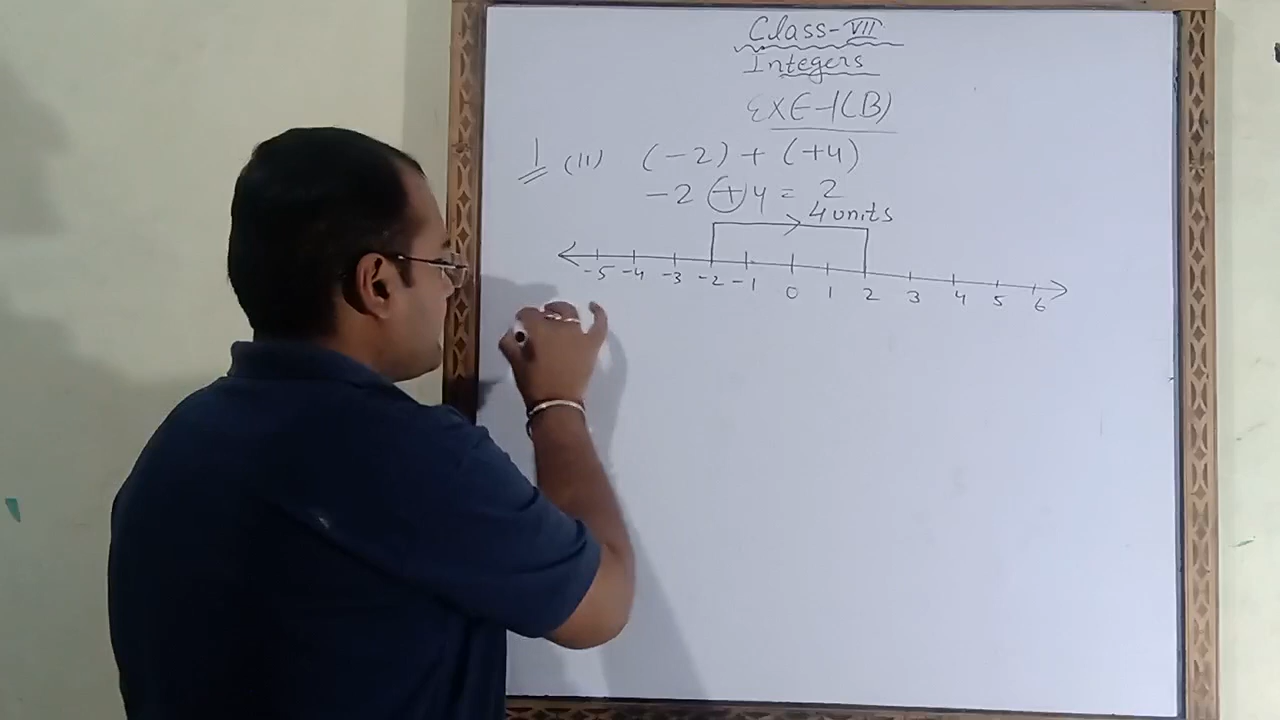 Class-VII
Integers
EXE-1(B)
1 (ii) (-2) + (+4)
-2 + 4 = 2
4 units
-5 -4 -3 -2 -1 0 1 2 3 4 5 6